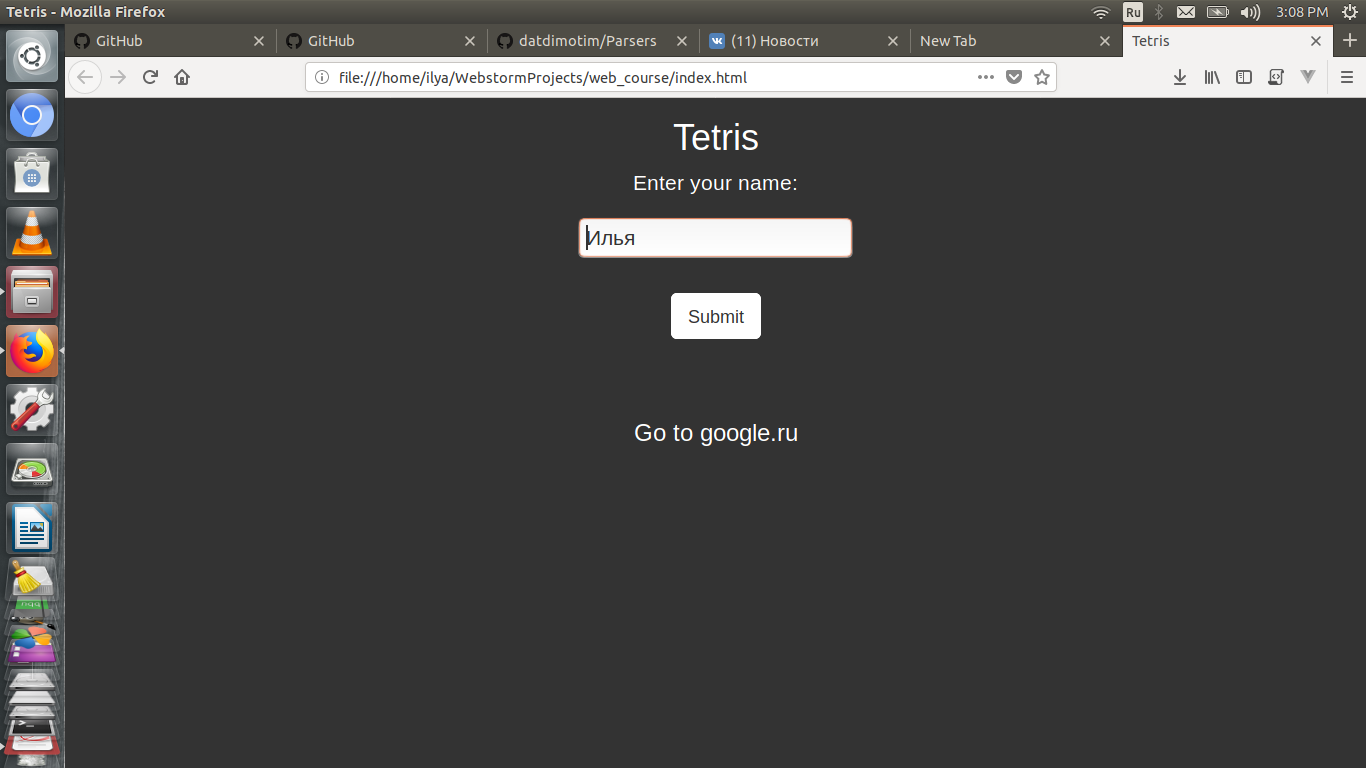 Tetris - Mozilla Firefox
Ru
3:08 PM
GitHub
GitHub
datdimotim/Parsers
(11) Новости
New Tab
Tetris
file:///home/ilya/WebstormProjects/web_course/index.html
Tetris
Enter your name:
Илья
Submit
Go to google.ru